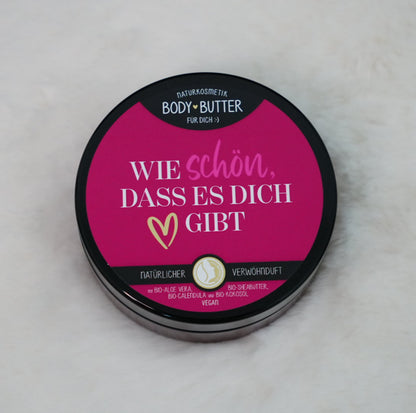 NATURKOSMETIK
BODY BUTTER
FÜR DICH :-)
WIE schön,
DASS ES DICH
GIBT
NATÜRLICHER VERWÖHNDUFT
MIT BIO-ALOE VERA, BIO-SHEABUTTER,
BIO-CALENDULA UND BIO-KOKOSÖL
VEGAN